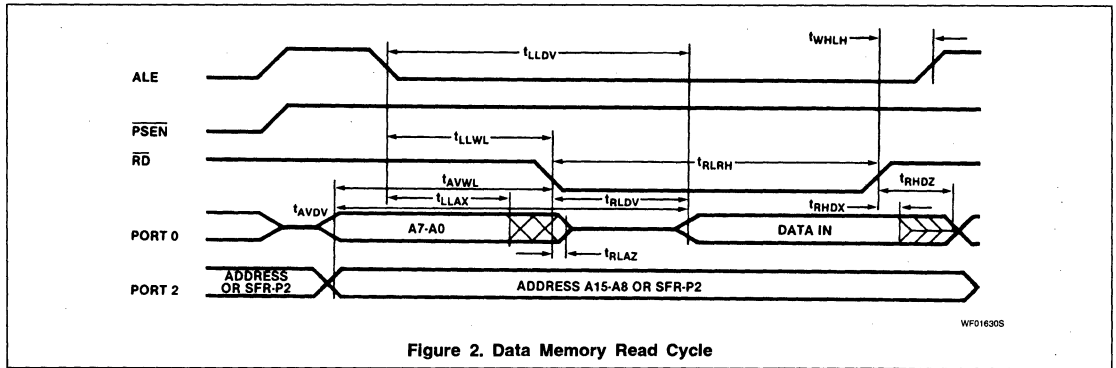 tWHLH
tLLDV
ALE
PSEN
tLLWL
RD
tRLRH
tAVWL
tRHDZ
tLLAX
tRLDV
tRHDX
tAVDV
PORT 0
A7-A0
DATA IN
tRLAZ
ADDRESS
OR SFR-P2
PORT 2
ADDRESS A15-A8 OR SFR-P2
WF01630S
Figure 2. Data Memory Read Cycle